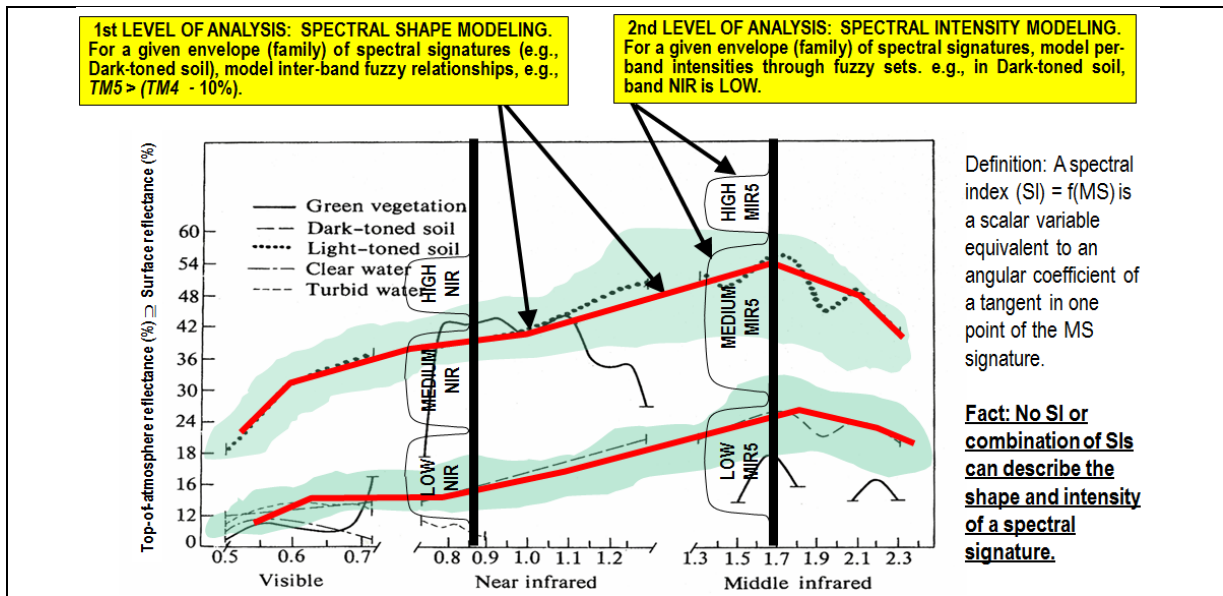 1st LEVEL OF ANALYSIS: SPECTRAL SHAPE MODELING.
For a given envelope (family) of spectral signatures (e.g.,
Dark-toned soil), model inter-band fuzzy relationships, e.g.,
TM5 > (TM4 - 10%).
2nd LEVEL OF ANALYSIS: SPECTRAL INTENSITY MODELING.
For a given envelope (family) of spectral signatures, model per-
band intensities through fuzzy sets. e.g., in Dark-toned soil,
band NIR is LOW.
Top-of-atmosphere reflectance (%) ⊇ Surface reflectance (%)
60
54
48
42
36
30
24
18
16
12
0
Green vegetation
Dark-toned soil
Light-toned soil
Clear water
Turbid water
HIGH
NIR
MEDIUM
NIR
LOW
NIR
HIGH
MIR5
MEDIUM
MIR5
LOW
MIR5
0.5 0.6 0.7 0.8 0.9 1.0 1.1 1.2 1.3 1.5 1.7 1.9 2.1 2.3
Visible Near infrared Middle infrared
Definition: A spectral
index (SI) = f(MS) is
a scalar variable
equivalent to an
angular coefficient of
a tangent in one
point of the MS
signature.
Fact: No SI or
combination of SIs
can describe the
shape and intensity
of a spectral
signature.